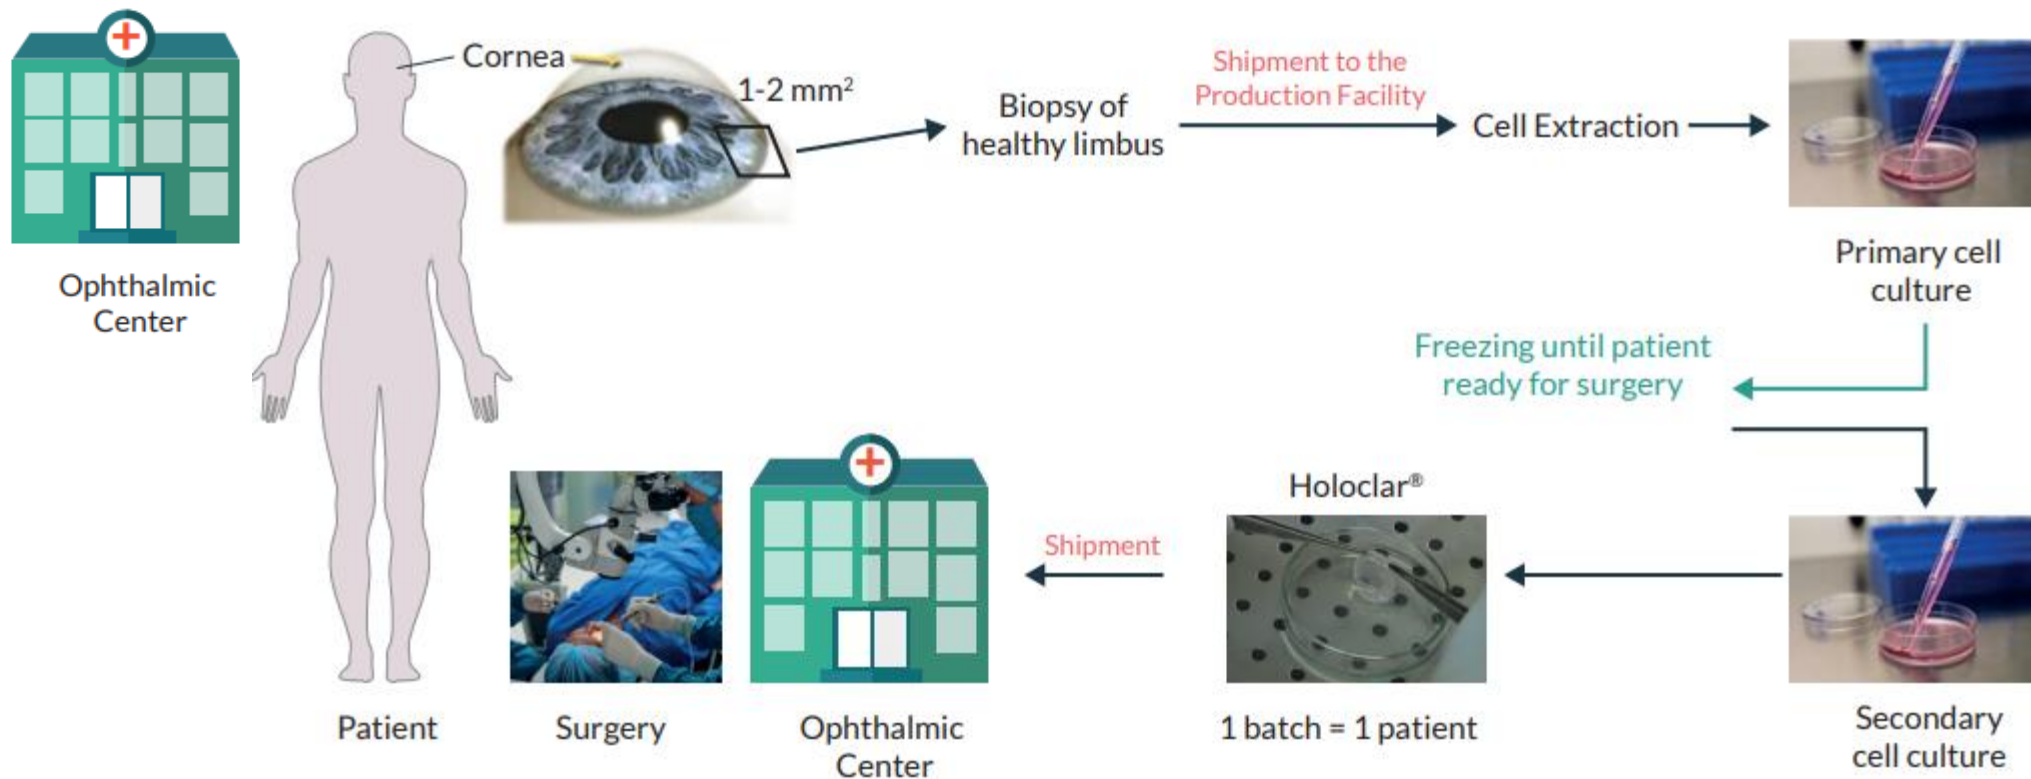 Cornea
1-2 mm²
Biopsy of
healthy limbus
Shipment to the
Production Facility
Cell Extraction
Primary cell
culture
Ophthalmic
Center
Freezing until patient
ready for surgery
Holoclar®
Shipment
Patient
Surgery
Ophthalmic
Center
1 batch = 1 patient
Secondary
cell culture